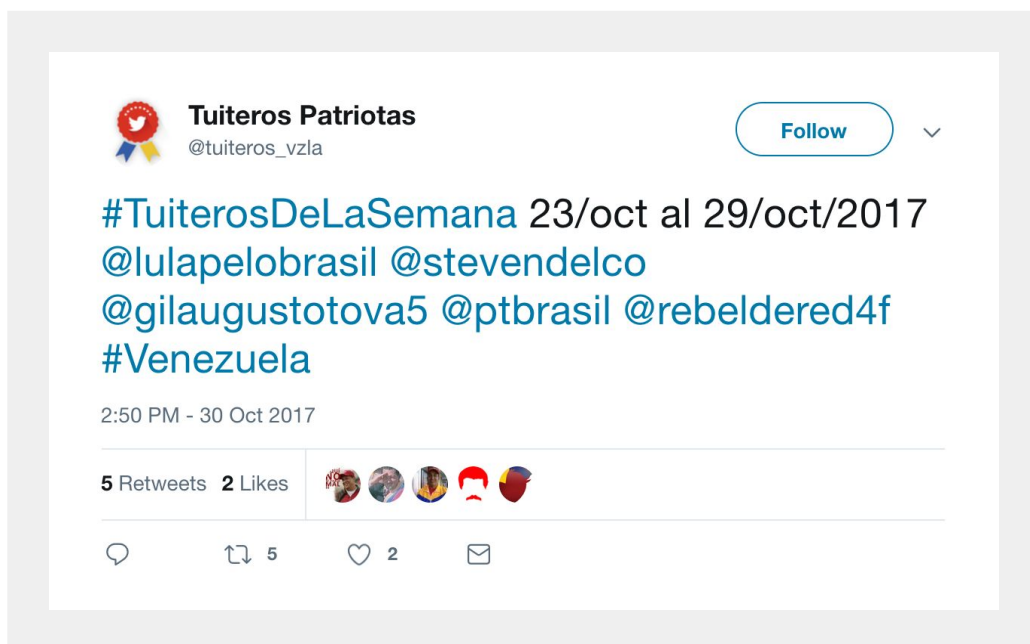 Tuiteros Patriotas
@tuiteros_vzla
Follow
#TuiterosDeLaSemana 23/oct al 29/oct/2017
@lulapelobrasil @stevendelco
@gilaugustotova5 @ptbrasil @rebeldered4f
#Venezuela
2:50 PM - 30 Oct 2017
5 Retweets 2 Likes
5 2